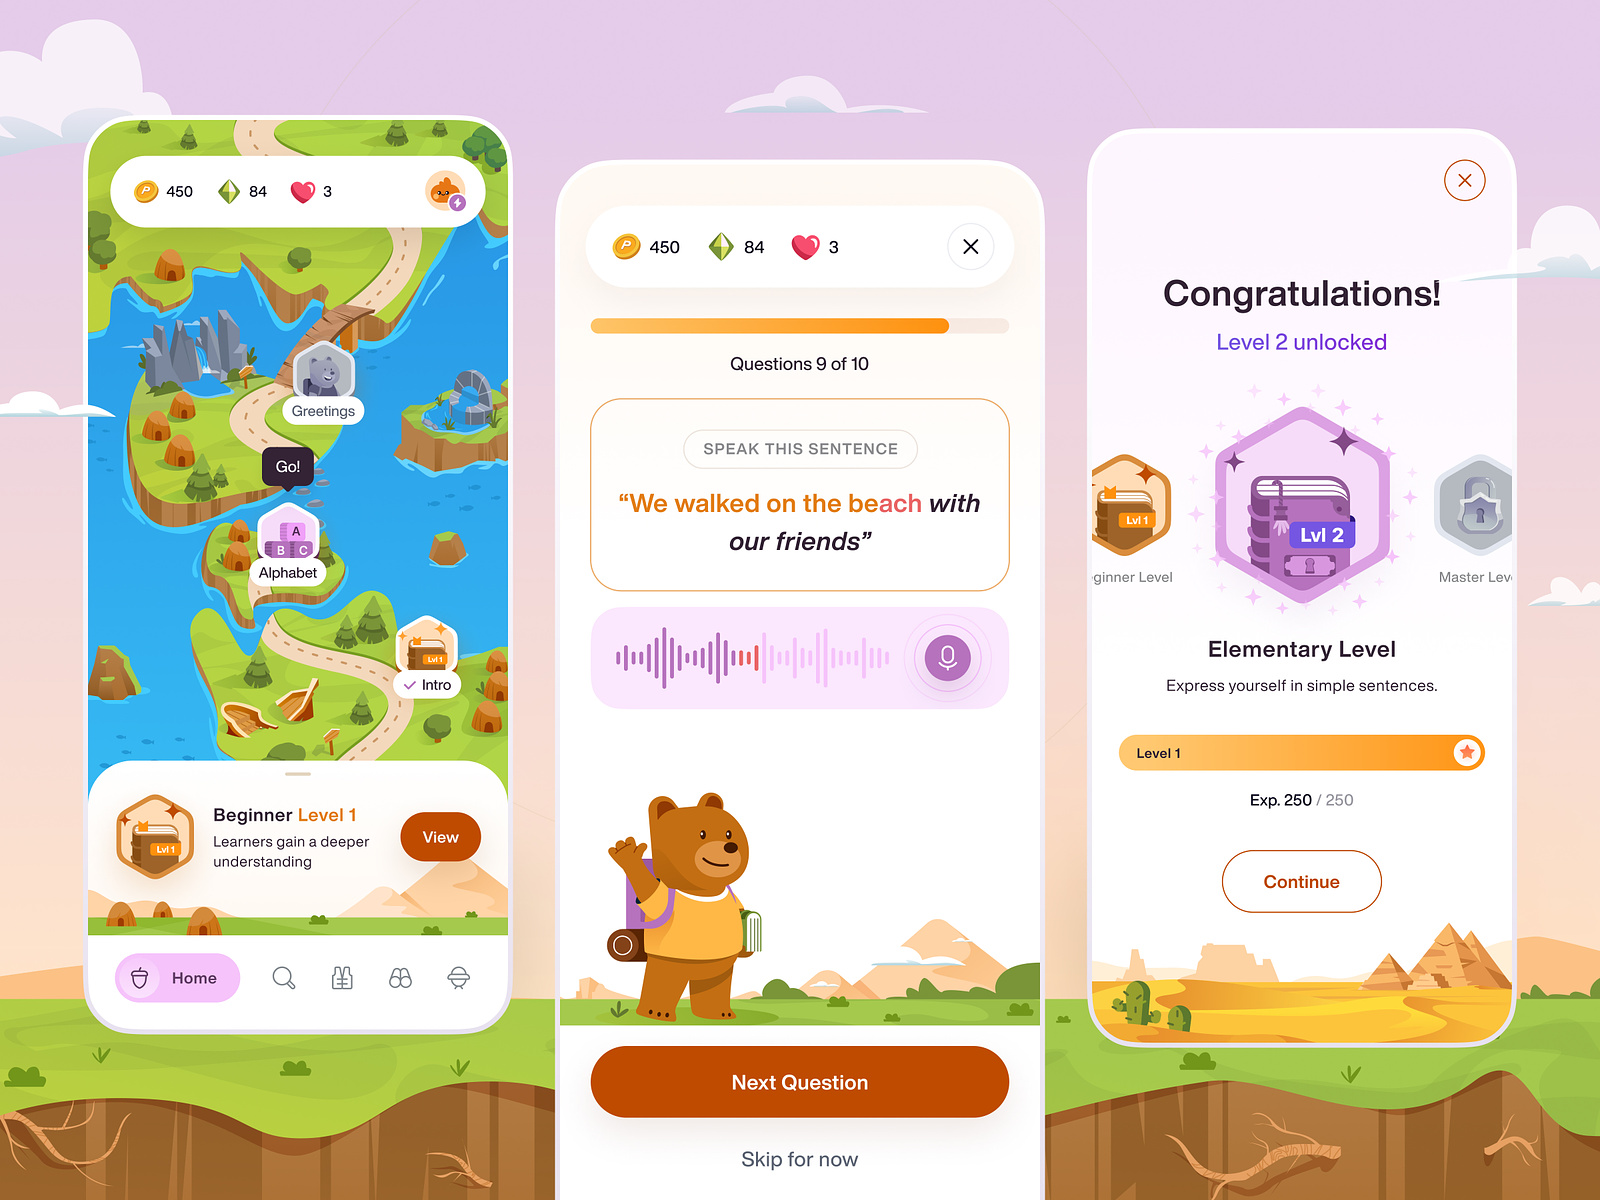 450 84 3
Greetings
Go!
A
B C
Alphabet
Lvl 1
Intro
Beginner Level 1
Lvl 1
Learners gain a deeper
understanding
View
Home
P 450 84 3
Questions 9 of 10
SPEAK THIS SENTENCE
“We walked on the beach with
our friends”
Next Question
Skip for now
Congratulations!
Level 2 unlocked
Lvl 1
Lvl 2
ginner Level
Master Lev
Elementary Level
Express yourself in simple sentences.
Level 1
Exp. 250 / 250
Continue